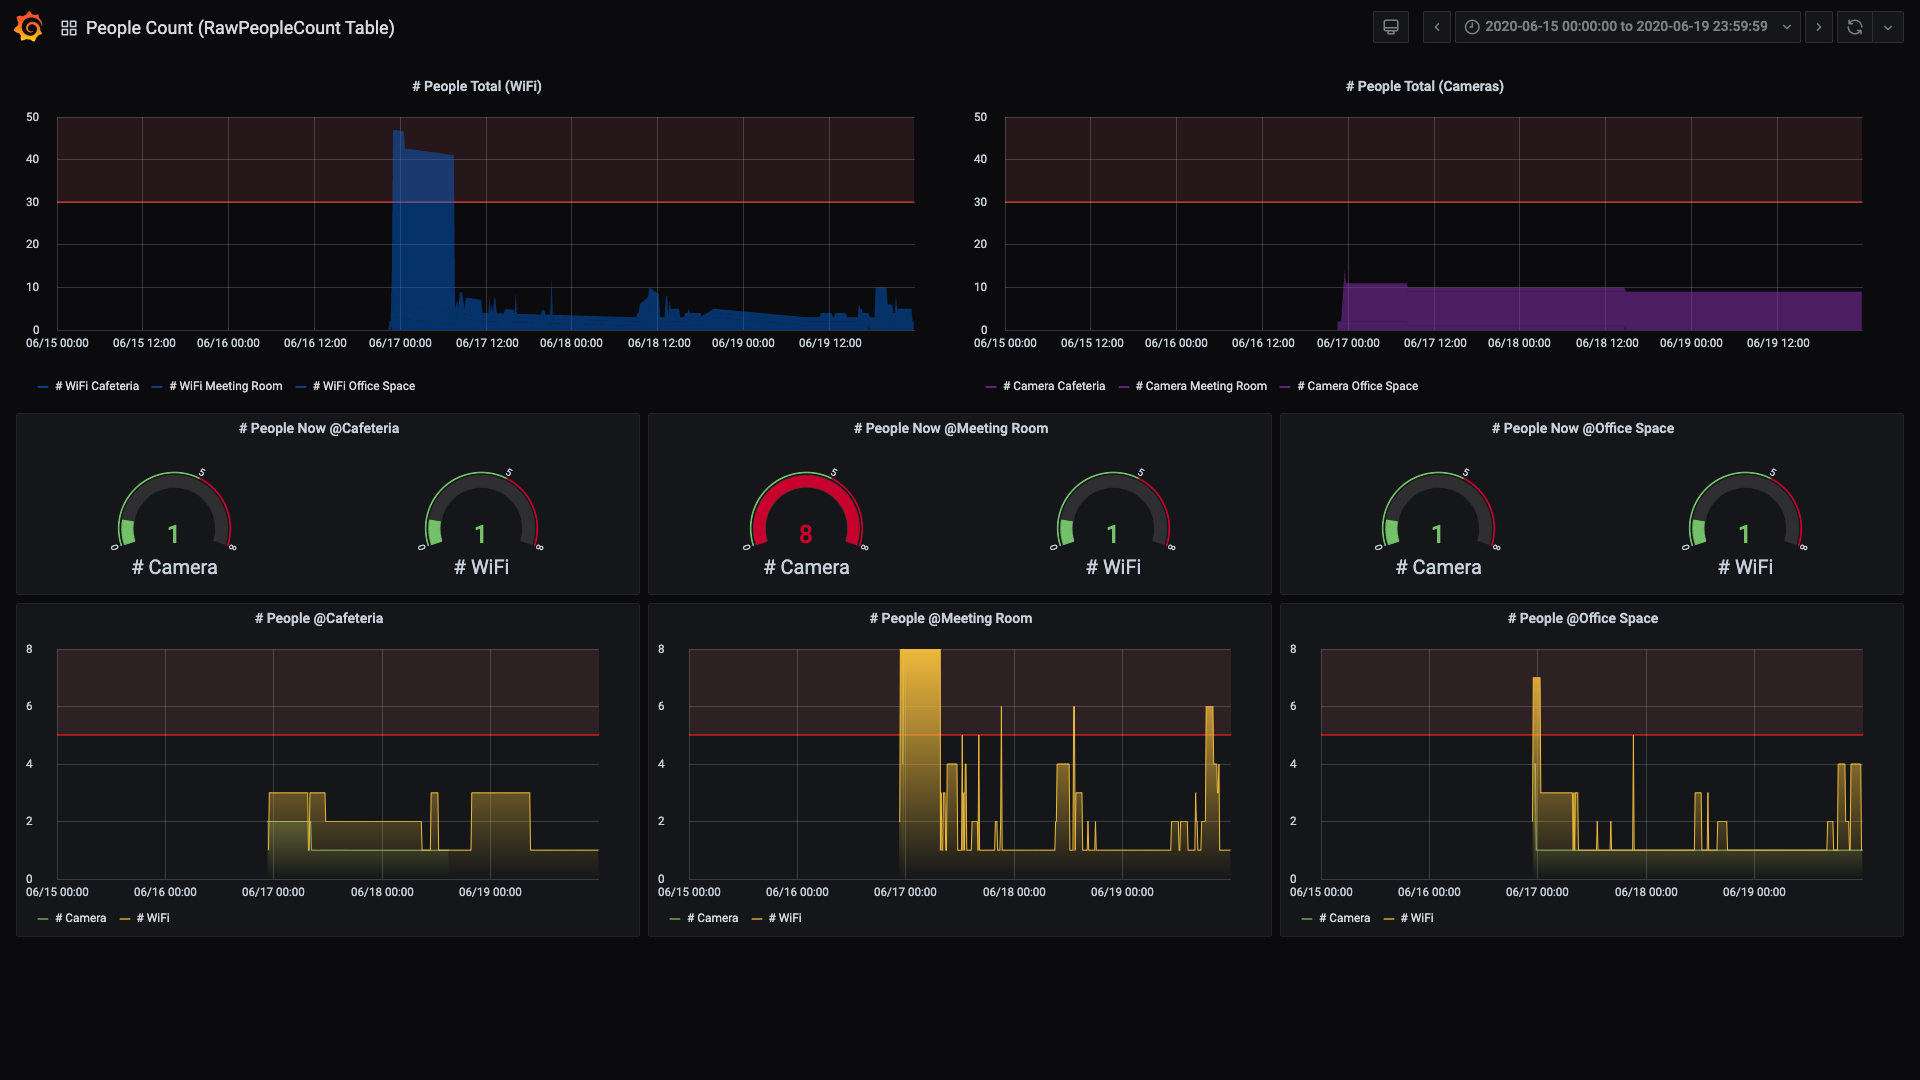 People Count (RawPeopleCount Table)
2020-06-15 00:00:00 to 2020-06-19 23:59:59
# People Total (WiFi)
50
40
30
20
10
0
06/15 00:00 06/15 12:00 06/16 00:00 06/16 12:00 06/17 00:00 06/17 12:00 06/18 00:00 06/18 12:00 06/19 00:00 06/19 12:00
# WiFi Cafeteria # WiFi Meeting Room # WiFi Office Space
# People Total (Cameras)
50
40
30
20
10
0
06/15 00:00 06/15 12:00 06/16 00:00 06/16 12:00 06/17 00:00 06/17 12:00 06/18 00:00 06/18 12:00 06/19 00:00 06/19 12:00
# Camera Cafeteria # Camera Meeting Room # Camera Office Space
# People Now @Cafeteria
0 5 8
1
# Camera
0 5 8
1
# WiFi
# People Now @Meeting Room
0 5 8
8
# Camera
0 5 8
1
# WiFi
# People Now @Office Space
0 5 8
1
# Camera
0 5 8
1
# WiFi
# People @Cafeteria
8
6
4
2
0
06/15 00:00 06/16 00:00 06/17 00:00 06/18 00:00 06/19 00:00
# Camera # WiFi
# People @Meeting Room
8
6
4
2
0
06/15 00:00 06/16 00:00 06/17 00:00 06/18 00:00 06/19 00:00
# Camera # WiFi
# People @Office Space
8
6
4
2
0
06/15 00:00 06/16 00:00 06/17 00:00 06/18 00:00 06/19 00:00
# Camera # WiFi